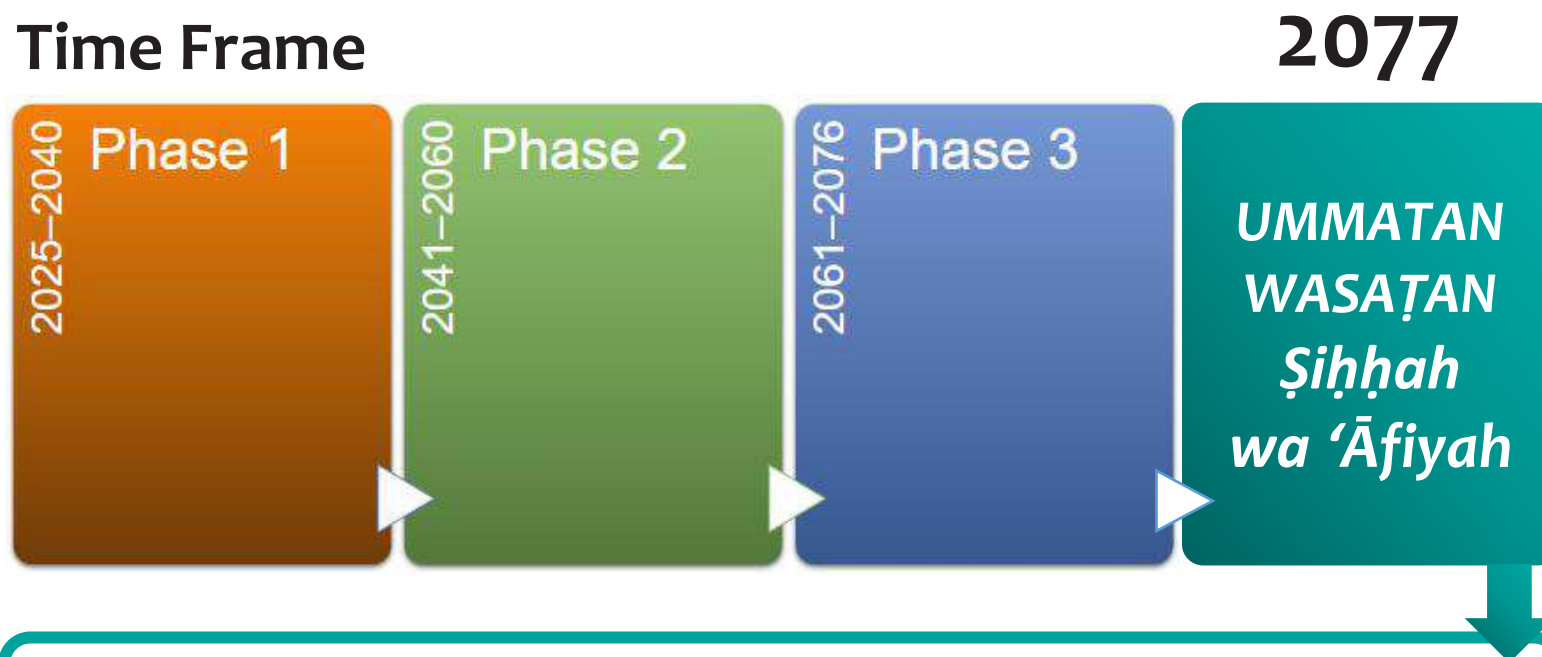 Time Frame
2077
2025–2040
Phase 1
2041–2060
Phase 2
2061–2076
Phase 3
UMMATAN
WASAṬAN
Ṣiḥḥah
wa ‘Āfiyah